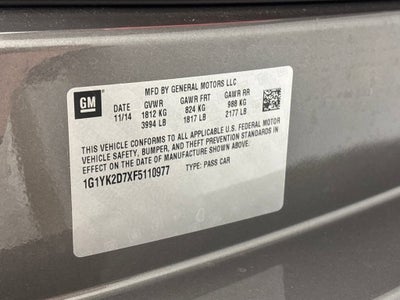 GM
MFD BY GENERAL MOTORS LLC
DATE GVWR GAWR FRT GAWR RR
11/14 1812 KG 824 KG 988 KG
3994 LB 1817 LB 2177 LB
THIS VEHICLE CONFORMS TO ALL APPLICABLE U.S. FEDERAL MOTOR
VEHICLE SAFETY, BUMPER, AND THEFT PREVENTION STANDARDS IN
EFFECT ON THE DATE OF MANUFACTURE SHOWN ABOVE.
1G1YK2D7XF5110977 TYPE: PASS CAR